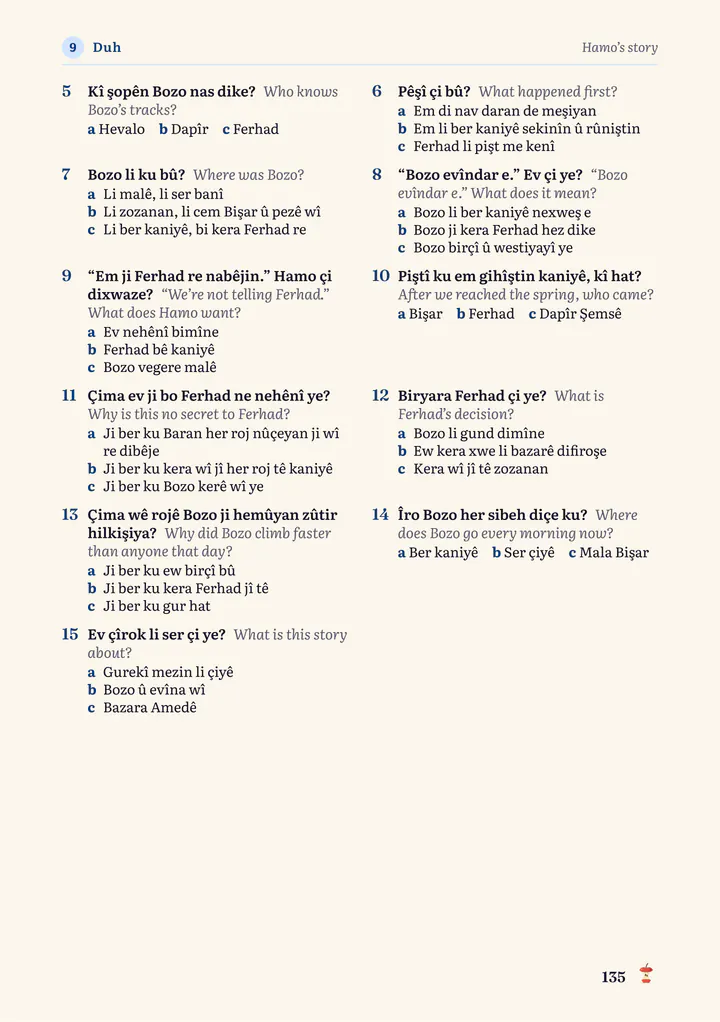 9 Duh
Hamo's story
5 Kî şopên Bozo nas dike? Who knows
Bozo's tracks?
a Hevalo b Dapîr c Ferhad
6 Pêşî çi bû? What happened first?
a Em di nav daran de meşiyan
b Em li ber kaniyê sekinîn û rûniştin
c Ferhad li pişt me kenî
7 Bozo li ku bû? Where was Bozo?
a Li malê, li ser banî
b Li zozanan, li cem Bişar û pezê wî
c Li ber kaniyê, bi kera Ferhad re
8 “Bozo evîndar e.” Ev çi ye? “Bozo
evîndar e.” What does it mean?
a Bozo li ber kaniyê nexweş e
b Bozo ji kera Ferhad hez dike
c Bozo birçî û westiyayî ye
9 “Em ji Ferhad re nabêjin.” Hamo çi
dixwaze? “We're not telling Ferhad.”
What does Hamo want?
a Ev nehênî bimîne
b Ferhad bê kaniyê
c Bozo vegere malê
10 Piştî ku em gihîştin kaniyê, kî hat?
After we reached the spring, who came?
a Bişar b Ferhad c Dapîr Şemsê
11 Çima ev ji bo Ferhad ne nehênî ye?
Why is this no secret to Ferhad?
a Ji ber ku Baran her roj nûçeyan ji wî
re dibêje
b Ji ber ku kera wî jî her roj tê kaniyê
c Ji ber ku Bozo kerê wî ye
12 Biryara Ferhad çi ye? What is
Ferhad's decision?
a Bozo li gund dimîne
b Ew kera xwe li bazarê difiroşe
c Kera wî jî tê zozanan
13 Çima wê rojê Bozo ji hemûyan zûtir
hilkişiya? Why did Bozo climb faster
than anyone that day?
a Ji ber ku ew birçî bû
b Ji ber ku kera Ferhad jî tê
c Ji ber ku gur hat
14 Îro Bozo her sibeh diçe ku? Where
does Bozo go every morning now?
a Ber kaniyê b Ser çiyê c Mala Bişar
15 Ev çîrok li ser çi ye? What is this story
about?
a Gurekî mezin li çiyê
b Bozo û evîna wî
c Bazara Amedê
135